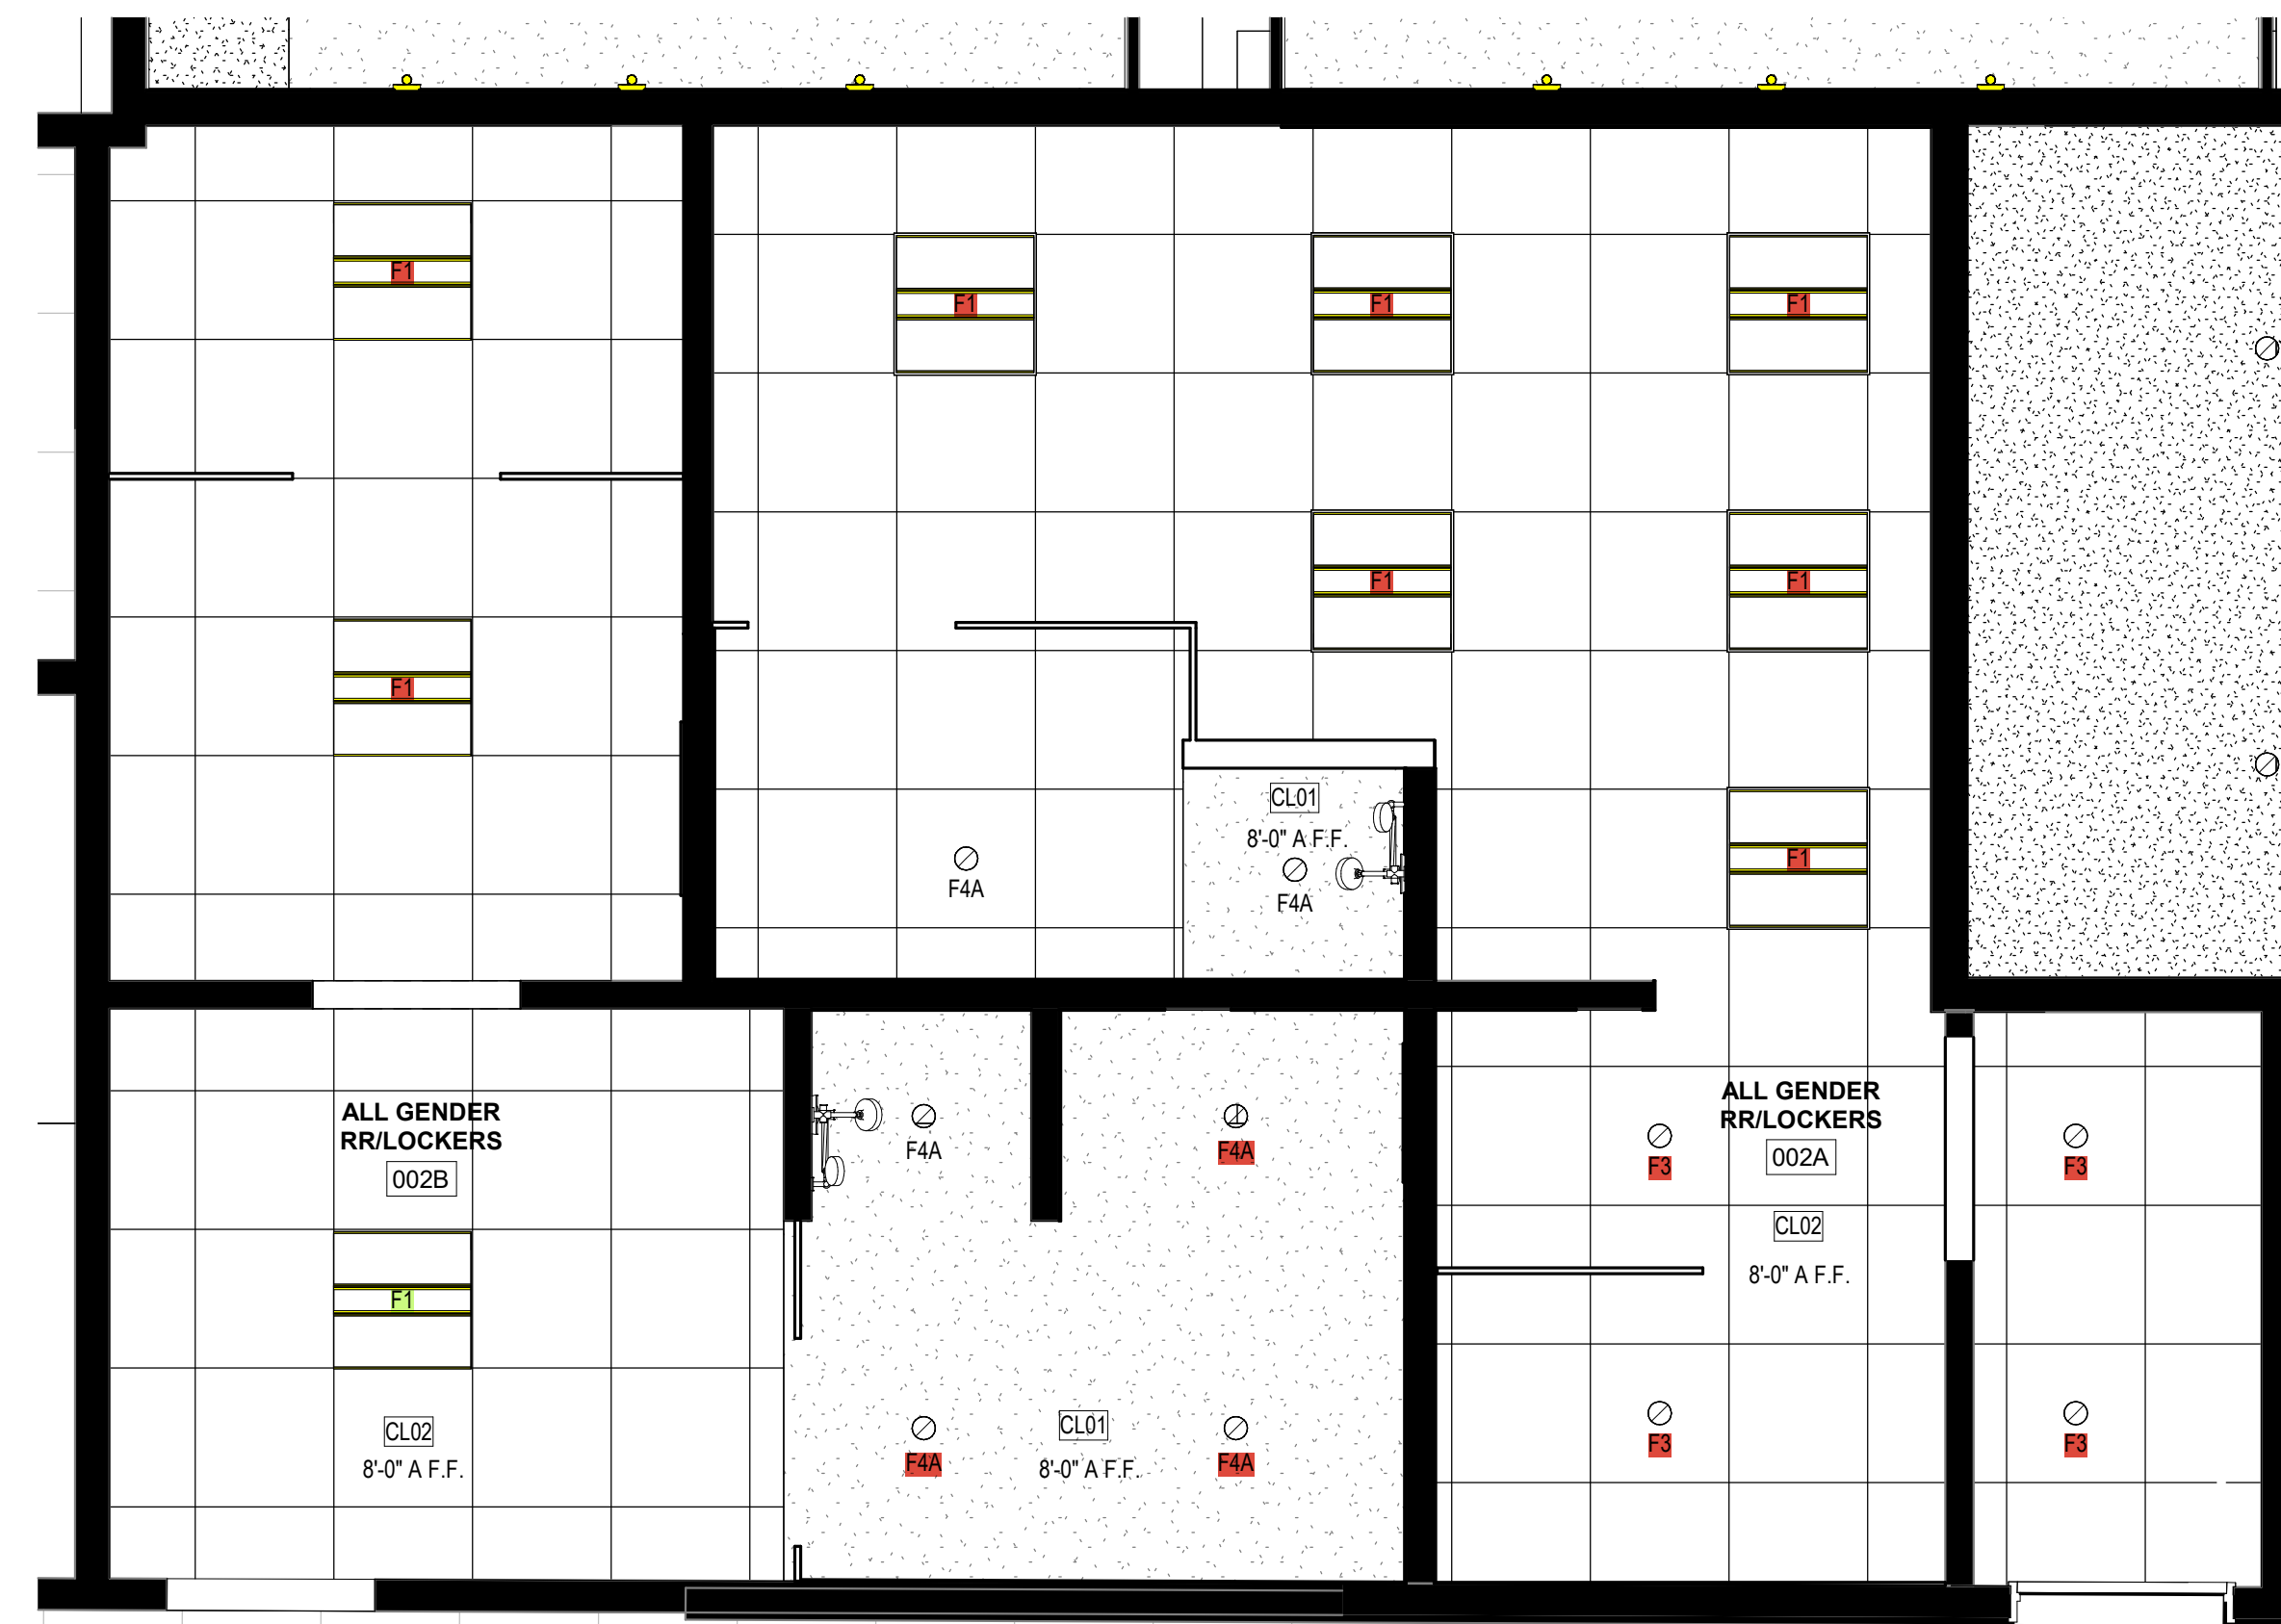 F1
F1
F1
F1
F1
F1
F1
CL01
8'-0" A F.F.
F4A
F4A
F1
ALL GENDER
RR/LOCKERS
002B
F4A
F4A
ALL GENDER
RR/LOCKERS
002A
F3
F3
CL02
8'-0" A F.F.
F1
CL02
8'-0" A F.F.
F4A
CL01
8'-0" A F.F.
F4A
F3
F3